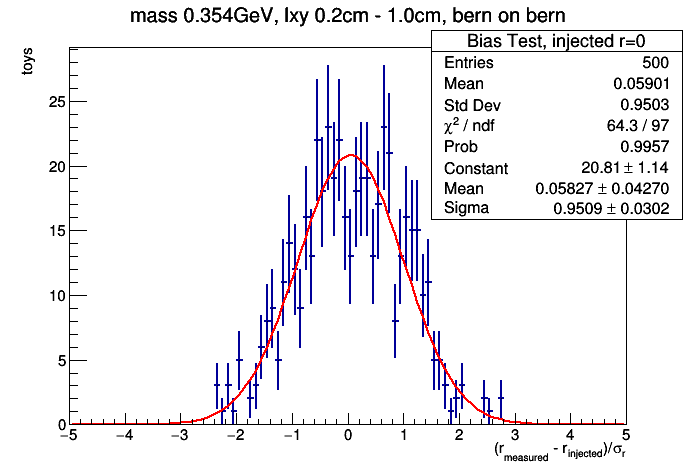 mass 0.354GeV, lxy 0.2cm - 1.0cm, bern on bern
Bias Test, injected r=0
Entries 500
Mean 0.05901
Std Dev 0.9503
χ² / ndf 64.3 / 97
Prob 0.9957
Constant 20.81 ± 1.14
Mean 0.05827 ± 0.04270
Sigma 0.9509 ± 0.0302
toys
25
20
15
10
5
0
−5 −4 −3 −2 −1 0 1 2 3 4 5
(r_measured - r_injected)/σ_r